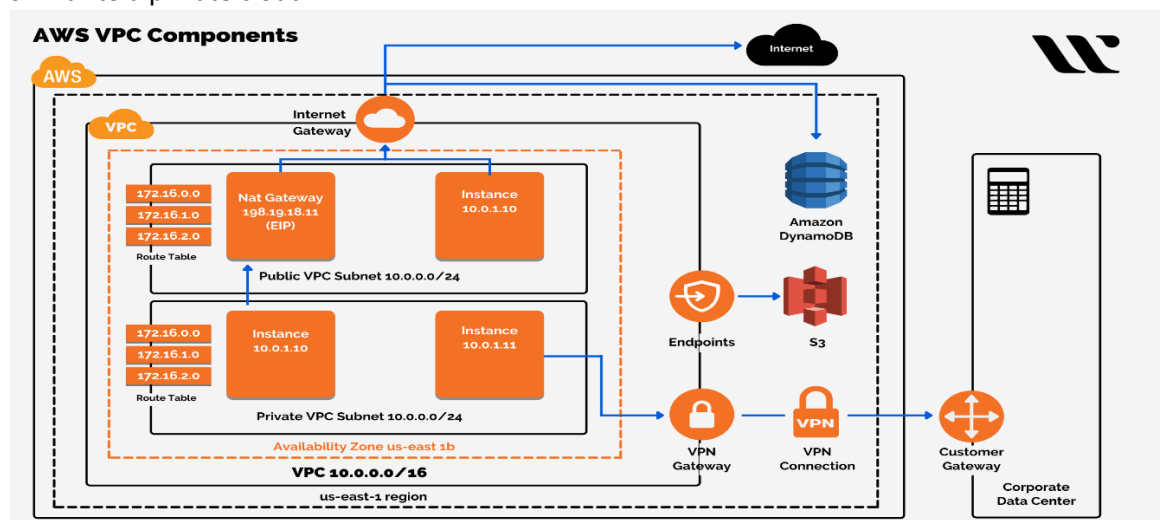 AWS VPC Components
Internet
AWS
Internet
Gateway
VPC
172.16.0.0
172.16.1.0
172.16.2.0
Route Table
Nat Gateway
198.19.18.11
(EIP)
Instance
10.0.1.10
Public VPC Subnet 10.0.0.0/24
Amazon
DynamoDB
172.16.0.0
172.16.1.0
172.16.2.0
Route Table
Instance
10.0.1.10
Instance
10.0.1.11
Private VPC Subnet 10.0.0.0/24
Endpoints
S3
Availability Zone us-east 1b
VPC 10.0.0.0/16
us-east-1 region
VPN
Gateway
VPN
VPN
Connection
Customer
Gateway
Corporate
Data Center